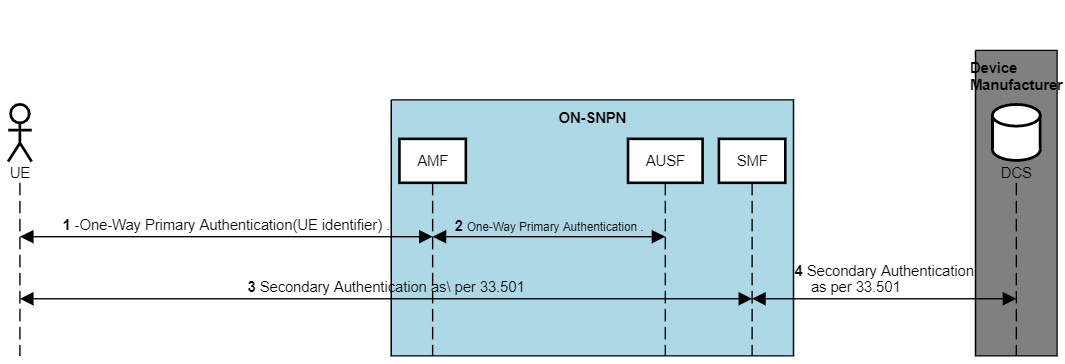 Device
Manufacturer
ON-SNPN
UE
AMF
AUSF
SMF
DCS
1 -One-Way Primary Authentication(UE identifier) .
2 One-Way Primary Authentication .
3 Secondary Authentication as\ per 33.501
4 Secondary Authentication
as per 33.501